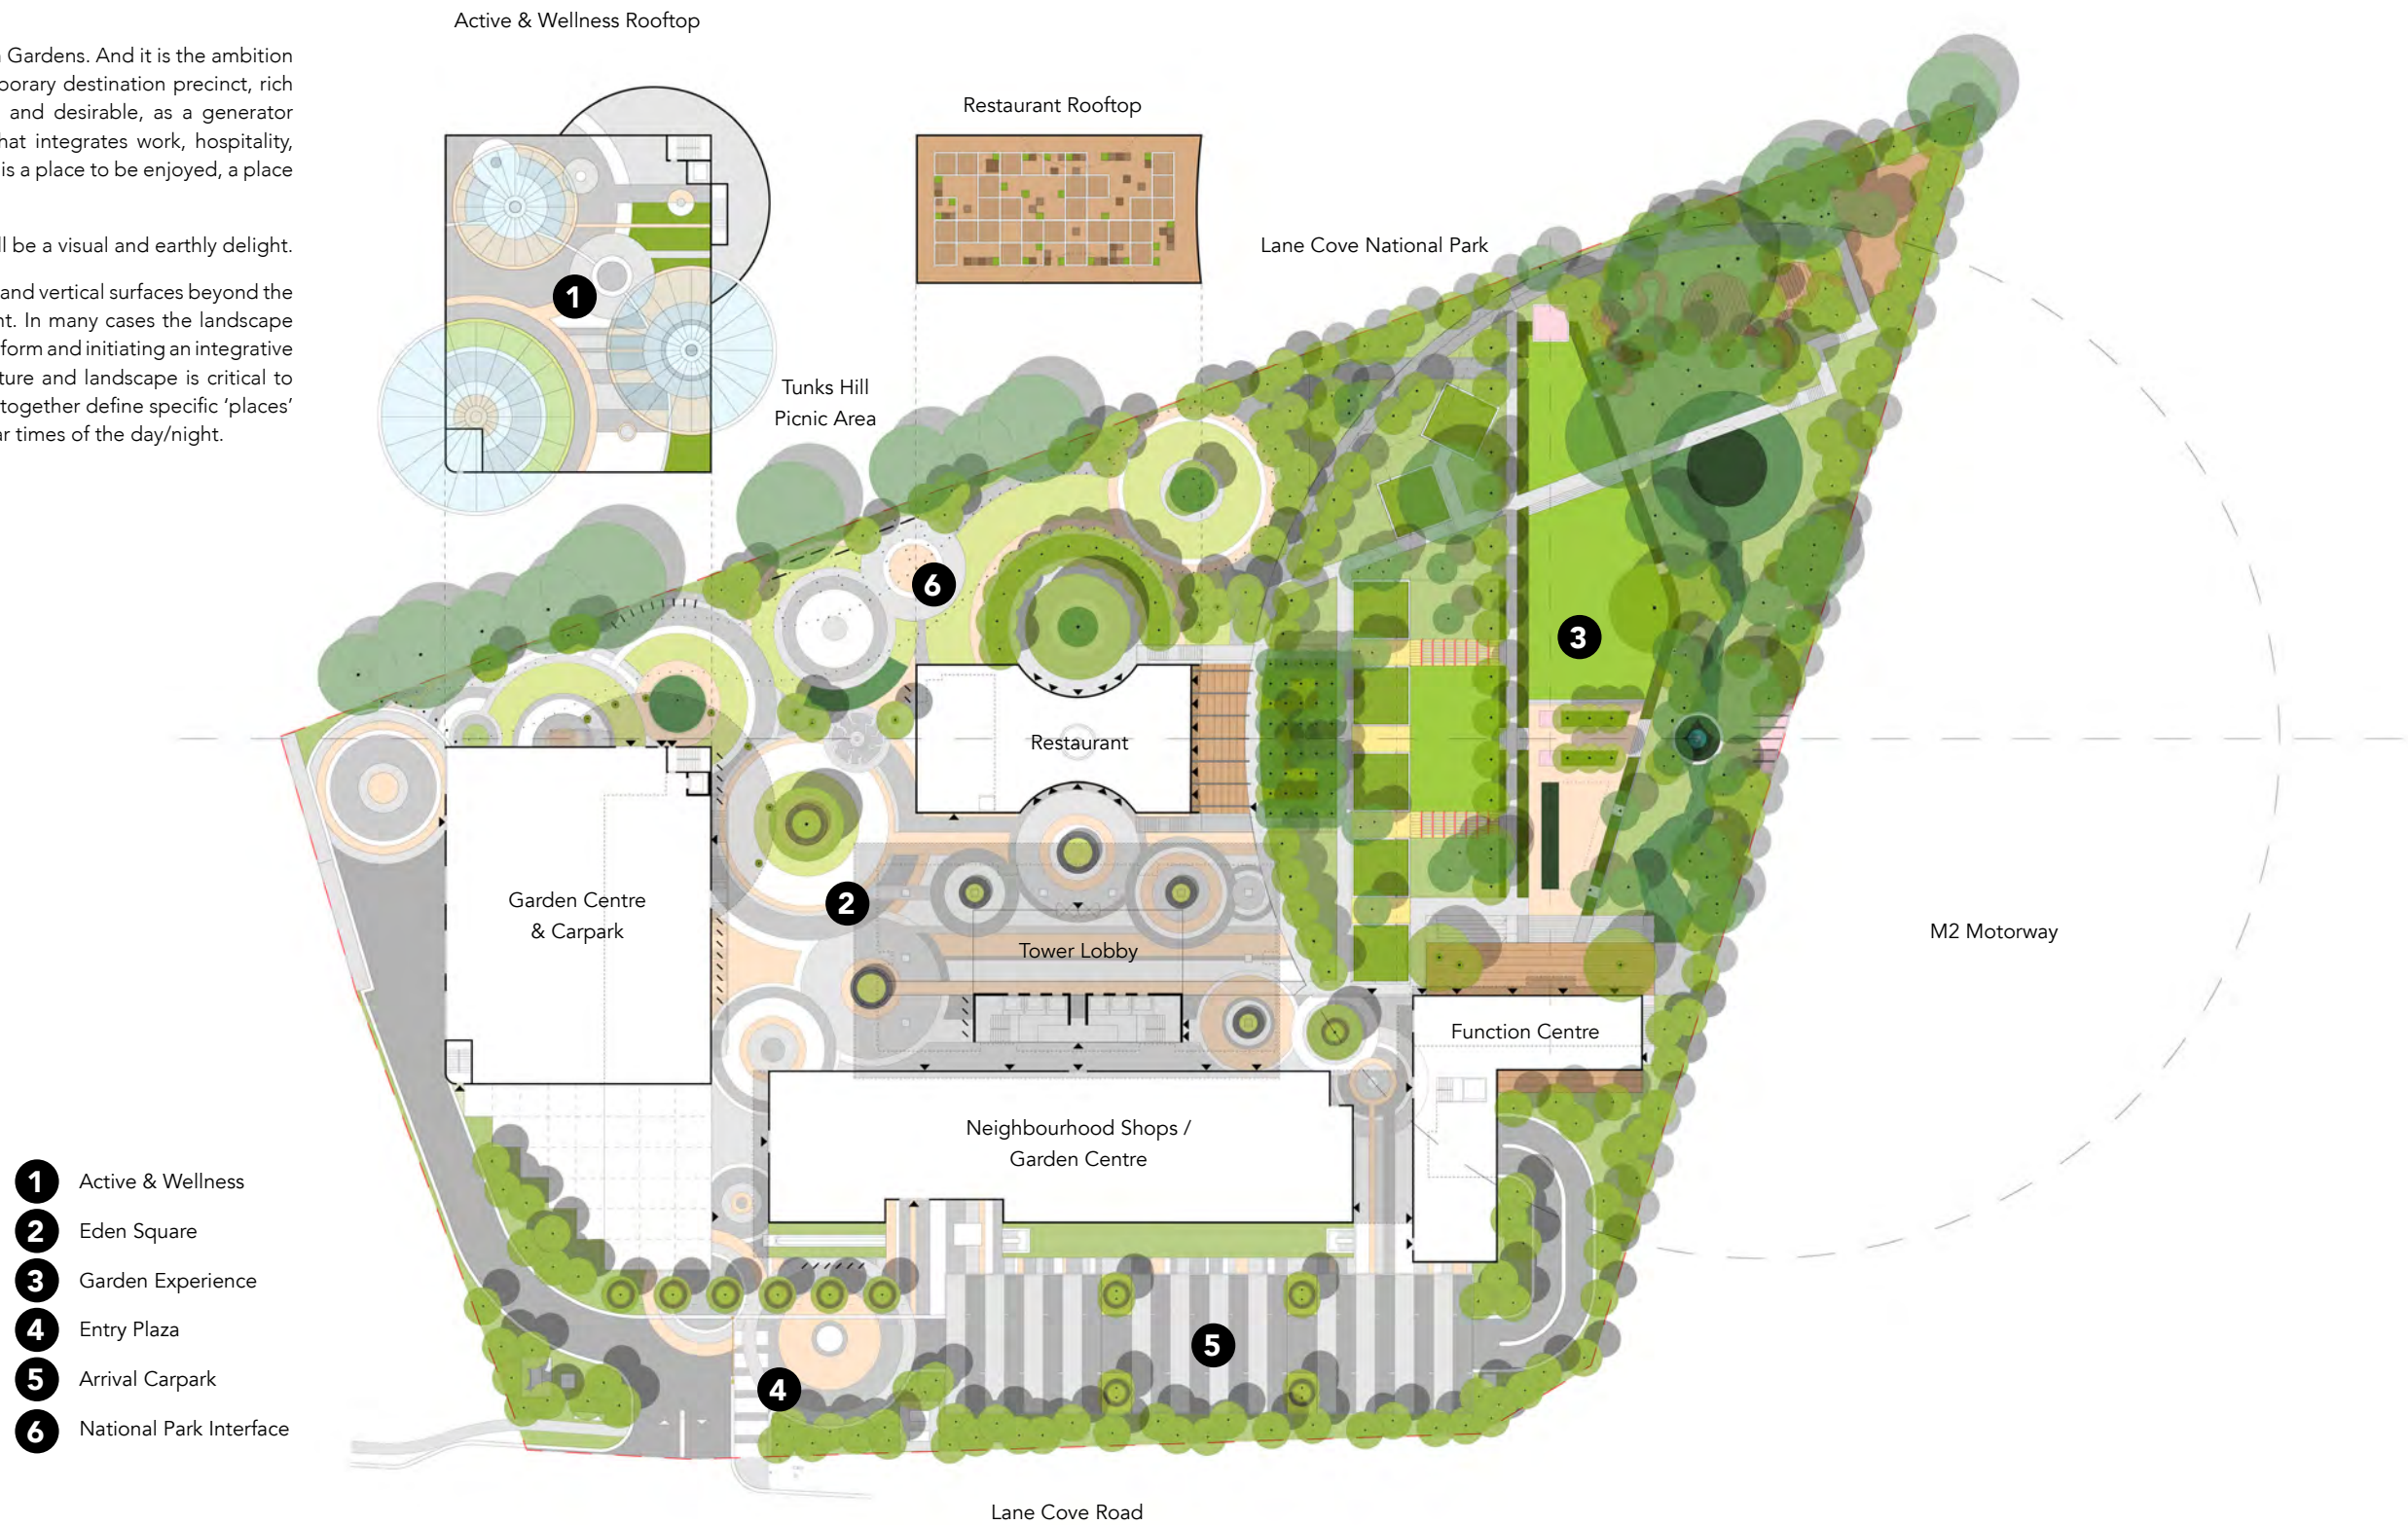 Gardens. And it is the ambition
porary destination precinct, rich
and desirable, as a generator
hat integrates work, hospitality,
is a place to be enjoyed, a place
ll be a visual and earthly delight.
and vertical surfaces beyond the
nt. In many cases the landscape
form and initiating an integrative
ture and landscape is critical to
together define specific ‘places’
ar times of the day/night.
Active & Wellness Rooftop
Restaurant Rooftop
Lane Cove National Park
1
Tunks Hill
Picnic Area
6
3
Restaurant
Garden Centre
& Carpark
2
Tower Lobby
M2 Motorway
Function Centre
Neighbourhood Shops /
Garden Centre
5
4
Lane Cove Road
1 Active & Wellness
2 Eden Square
3 Garden Experience
4 Entry Plaza
5 Arrival Carpark
6 National Park Interface